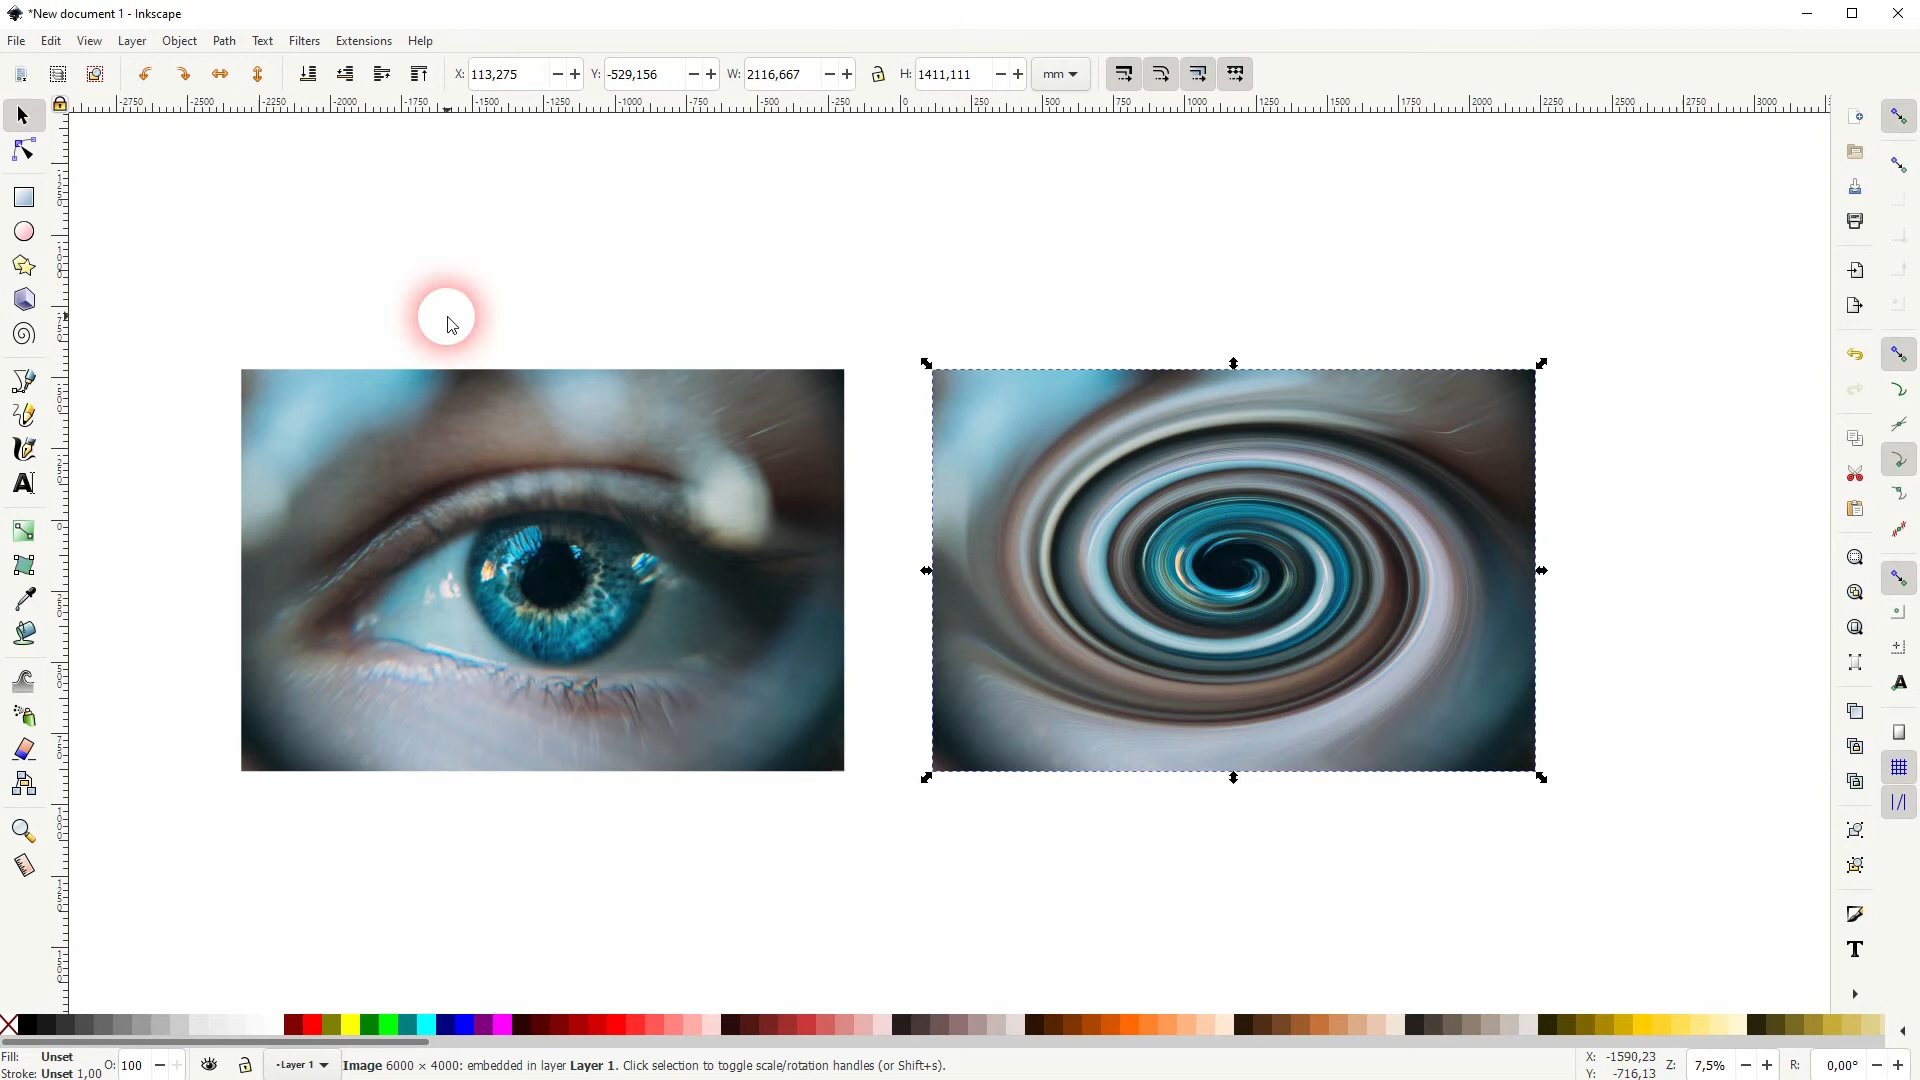 *New document 1 - Inkscape
File Edit View Layer Object Path Text Filters Extensions Help
X: 113,275 Y: -529,156 W: 2116,667 H: 1411,111 mm
-2750 -2500 -2250 -2000 -1750 -1500 -1250 -1000 -750 -500 -250 0 250 500 750 1000 1250 1500 1750 2000 2250 2500 2750 3000
Fill: Unset
Stroke: Unset 1,00
O: 100
Layer 1
Image 6000 × 4000: embedded in layer Layer 1. Click selection to toggle scale/rotation handles (or Shift+s).
X: -1590,23
Y: -716,13
Z: 7,5%
R: 0,00°